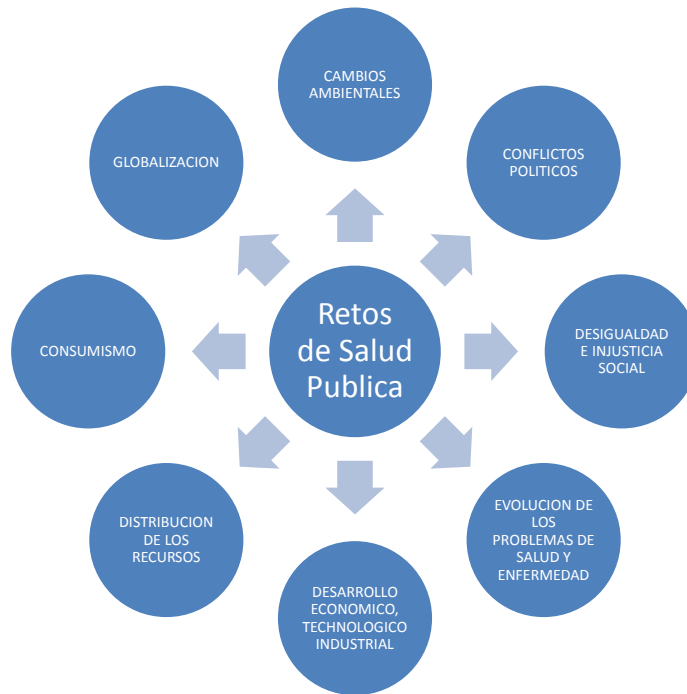 CAMBIOS
AMBIENTALES
CONFLICTOS
POLITICOS
DESIGUALDAD
E INJUSTICIA
SOCIAL
EVOLUCION DE
LOS
PROBLEMAS DE
SALUD Y
ENFERMEDAD
DESARROLLO
ECONOMICO,
TECHNOLOGICO
INDUSTRIAL
DISTRIBUCION
DE LOS
RECURSOS
CONSUMISMO
GLOBALIZACION
Retos
de Salud
Publica